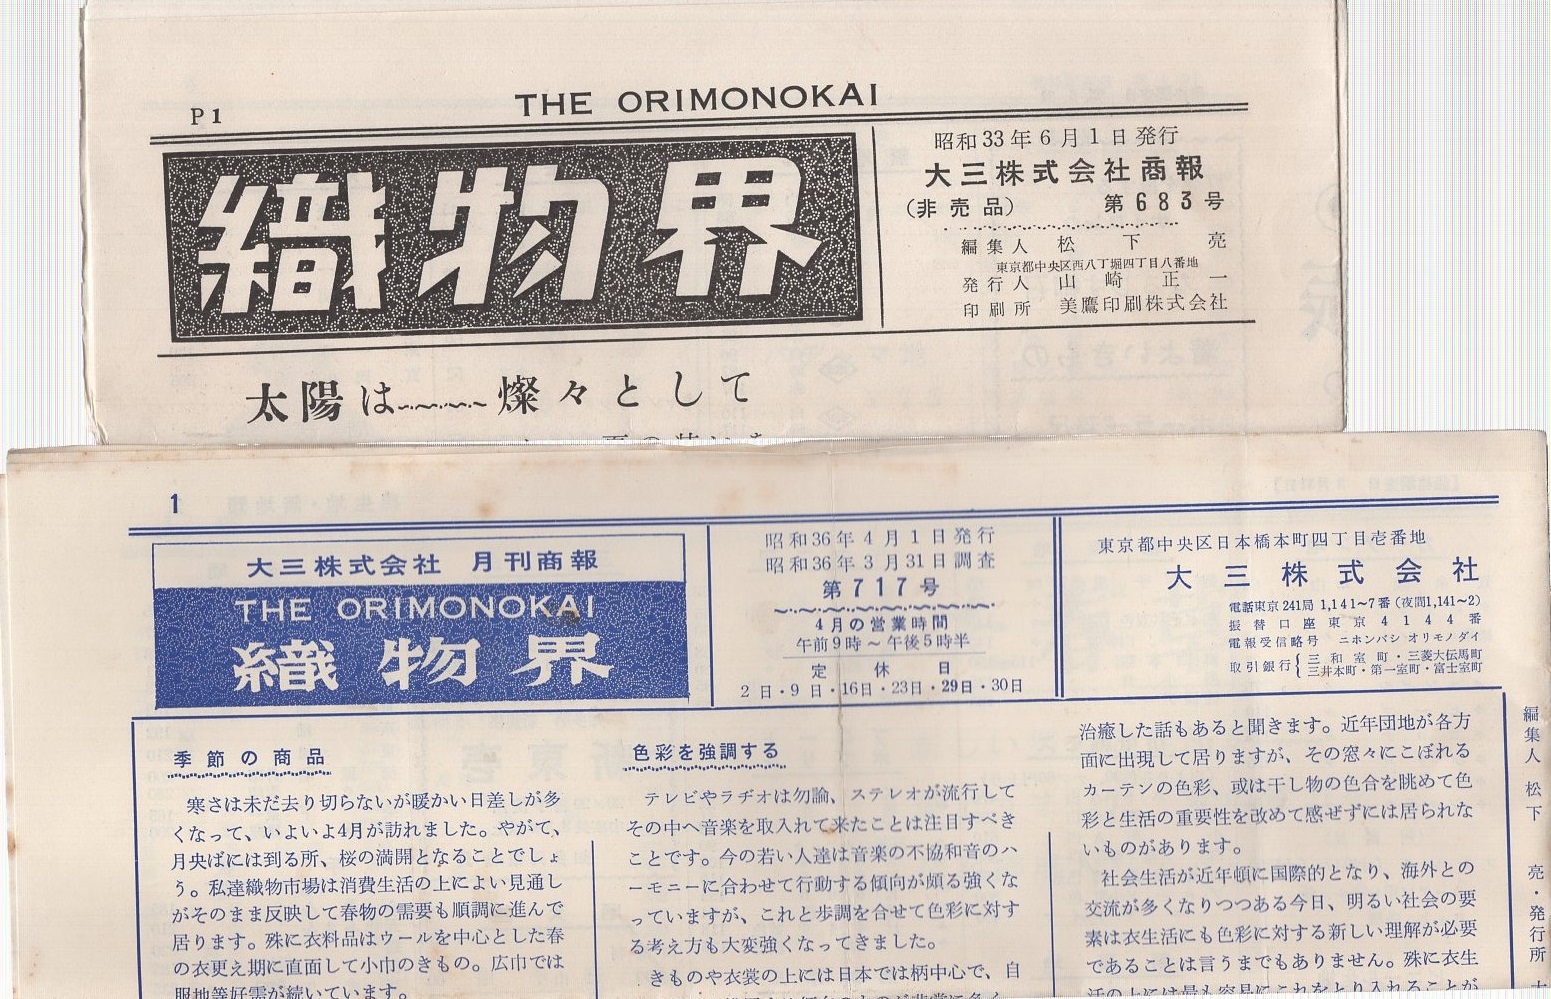 P1
THE ORIMONOKAI
織物界
昭和33年6月1日発行
大三株式会社商報
(非売品) 第683号
編集人 松下亮
東京都中央区西八丁堀四丁目八番地
発行人 山崎正一
印刷所 美鷹印刷株式会社
太陽は〜〜〜燦々として
1
大三株式会社 月刊商報
THE ORIMONOKAI
織物界
昭和36年4月1日発行
昭和36年3月31日調査
第717号
4月の営業時間
午前9時〜午後5時半
定休日
2日・9日・16日・23日・29日・30日
東京都中央区日本橋本町四丁目壱番地
大三株式会社
電話東京241局1,141~7番(夜間1,141~2)
振替口座東京4144番
電報受信略号 ニホンバシオリモノダイ
取引銀行{三和室町・三菱大伝馬町
三井本町・第一室町・富士室町
季節の商品
寒さは未だ去り切らないが暖かい日差しが多
くなって、いよいよ4月が訪れました。やがて、
月央ばには到る所、桜の満開となることでしょ
う。私達織物市場は消費生活の上によい見通し
がそのまま反映して春物の需要も順調に進んで
居ります。殊に衣料品はウールを中心とした春
の衣更え期に直面して小巾のきもの。広巾では
服地等好需が続いています。
色彩を強調する
テレビやラヂオは勿論、ステレオが流行して
その中へ音楽を取入れて来たことは注目すべき
ことです。今の若い人達は音楽の不協和音のハ
ーモニーに合わせて行動する傾向が頗る強くな
っていますが、これと歩調を合せて色彩に対す
る考え方も大変強くなってきました。
きものや衣裳の上には日本では柄中心で、自
治癒した話もあると聞きます。近年団地が各方
面に出現して居りますが、その窓々にこぼれる
カーテンの色彩、或は干し物の色合を眺めて色
彩と生活の重要性を改めて感ぜずには居られな
いものがあります。
社会生活が近年頓に国際的となり、海外との
交流が多くなりつつある今日、明るい社会の要
素は衣生活にも色彩に対する新しい理解が必要
であることは言うまでもありません。殊に衣生
活の上には最も容易にこれをとり入れることが
編集人 松下 亮・発行所